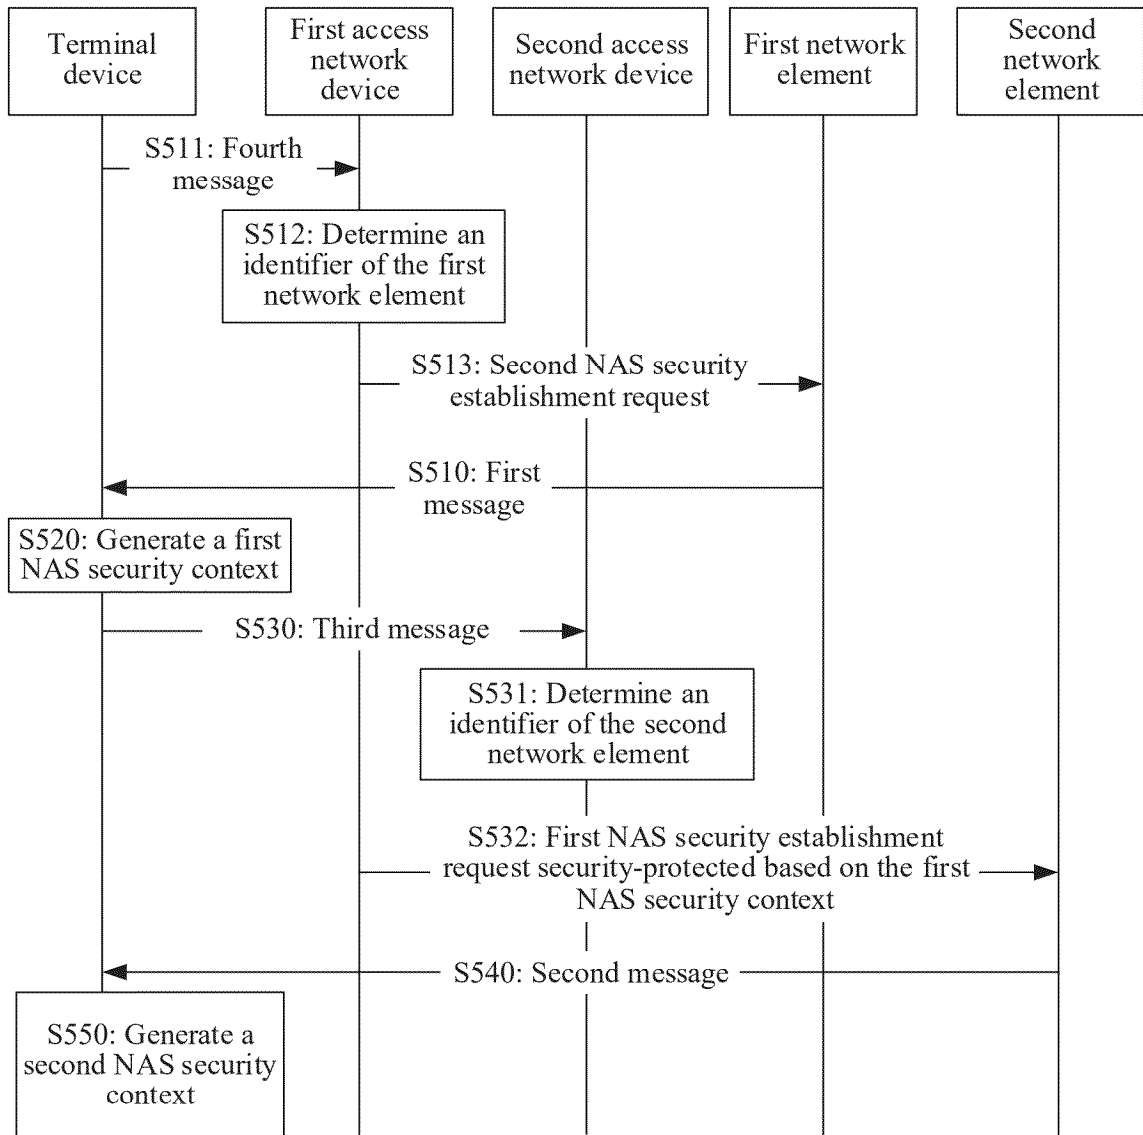 Terminal
device
First access
network
device
Second access
network device
First network
element
Second
network
element
S511: Fourth
message
S512: Determine an
identifier of the first
network element
S513: Second NAS security
establishment request
S510: First
message
S520: Generate a first
NAS security context
S530: Third message
S531: Determine an
identifier of the second
network element
S532: First NAS security establishment
request security-protected based on the first
NAS security context
S540: Second message
S550: Generate a
second NAS security
context